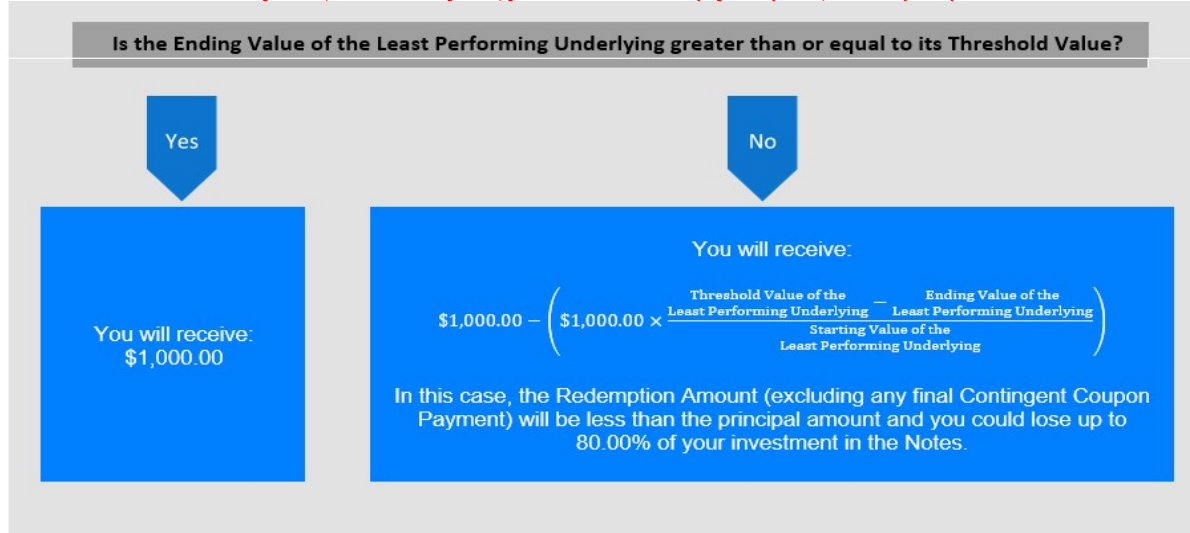 Is the Ending Value of the Least Performing Underlying greater than or equal to its Threshold Value?
Yes
No
You will receive:
$1,000.00
You will receive:
$1,000.00 − ($1,000.00 × (Threshold Value of the Least Performing Underlying − Ending Value of the Least Performing Underlying) / Starting Value of the Least Performing Underlying)
In this case, the Redemption Amount (excluding any final Contingent Coupon
Payment) will be less than the principal amount and you could lose up to
80.00% of your investment in the Notes.